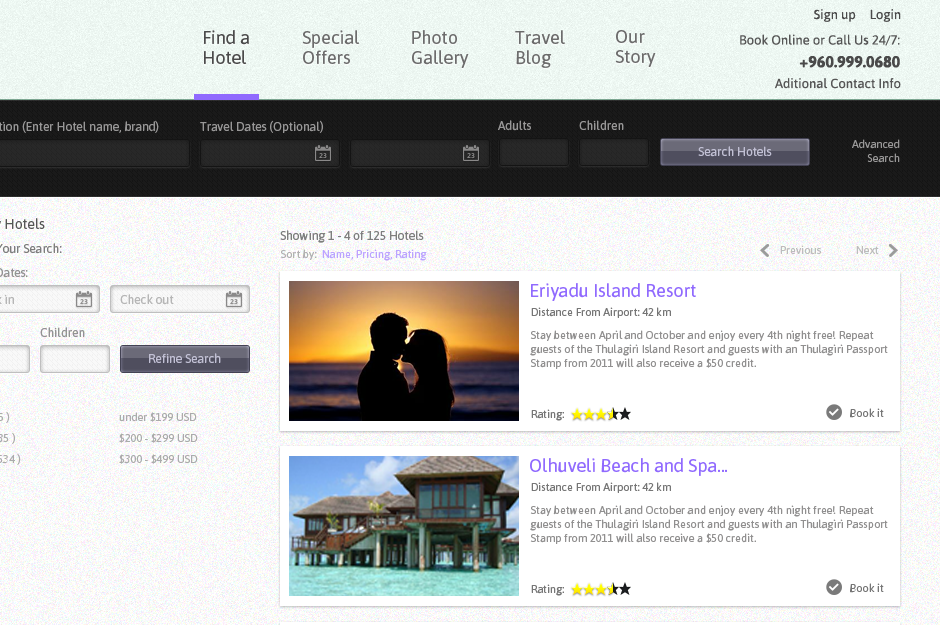 Sign up Login
Find a Hotel
Special Offers
Photo Gallery
Travel Blog
Our Story
Book Online or Call Us 24/7:
+960.999.0680
Aditional Contact Info
tion (Enter Hotel name, brand)
Travel Dates (Optional)
Adults
Children
23
23
Search Hotels
Advanced
Search
Hotels
Your Search:
Dates:
in
23
Check out
23
Children
Refine Search
5 )
under $199 USD
35 )
$200 - $299 USD
534 )
$300 - $499 USD
Showing 1 - 4 of 125 Hotels
Sort by: Name, Pricing, Rating
Previous
Next
Eriyadu Island Resort
Distance From Airport: 42 km
Stay between April and October and enjoy every 4th night free! Repeat
guests of the Thulagiri Island Resort and guests with an Thulagiri Passport
Stamp from 2011 will also receive a $50 credit.
Rating:
Book it
Olhuveli Beach and Spa...
Distance From Airport: 42 km
Stay between April and October and enjoy every 4th night free! Repeat
guests of the Thulagiri Island Resort and guests with an Thulagiri Passport
Stamp from 2011 will also receive a $50 credit.
Rating:
Book it